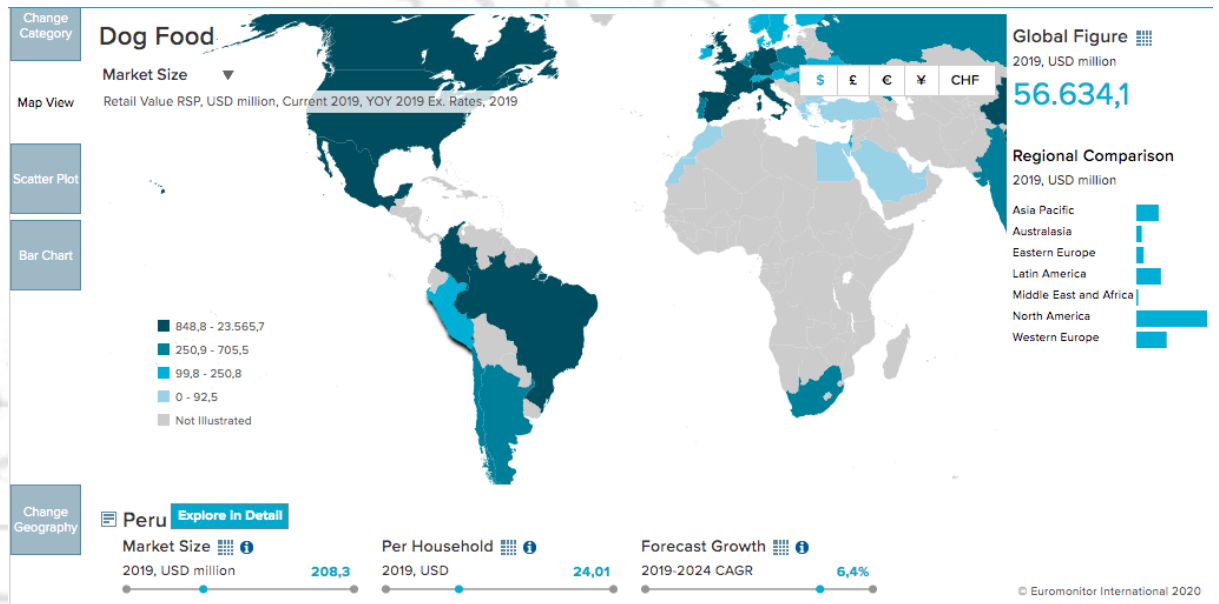 Change
Category
Map View
Scatter Plot
Bar Chart
Change
Geography
Dog Food
Market Size ▼
Retail Value RSP, USD million, Current 2019, YOY 2019 Ex. Rates, 2019
$ £ € ¥ CHF
848,8 - 23.565,7
250,9 - 705,5
99,8 - 250,8
0 - 92,5
Not Illustrated
Global Figure
2019, USD million
56.634,1
Regional Comparison
2019, USD million
Asia Pacific
Australasia
Eastern Europe
Latin America
Middle East and Africa
North America
Western Europe
Peru Explore In Detail
Market Size
2019, USD million 208,3
Per Household
2019, USD 24,01
Forecast Growth
2019-2024 CAGR 6,4%
© Euromonitor International 2020